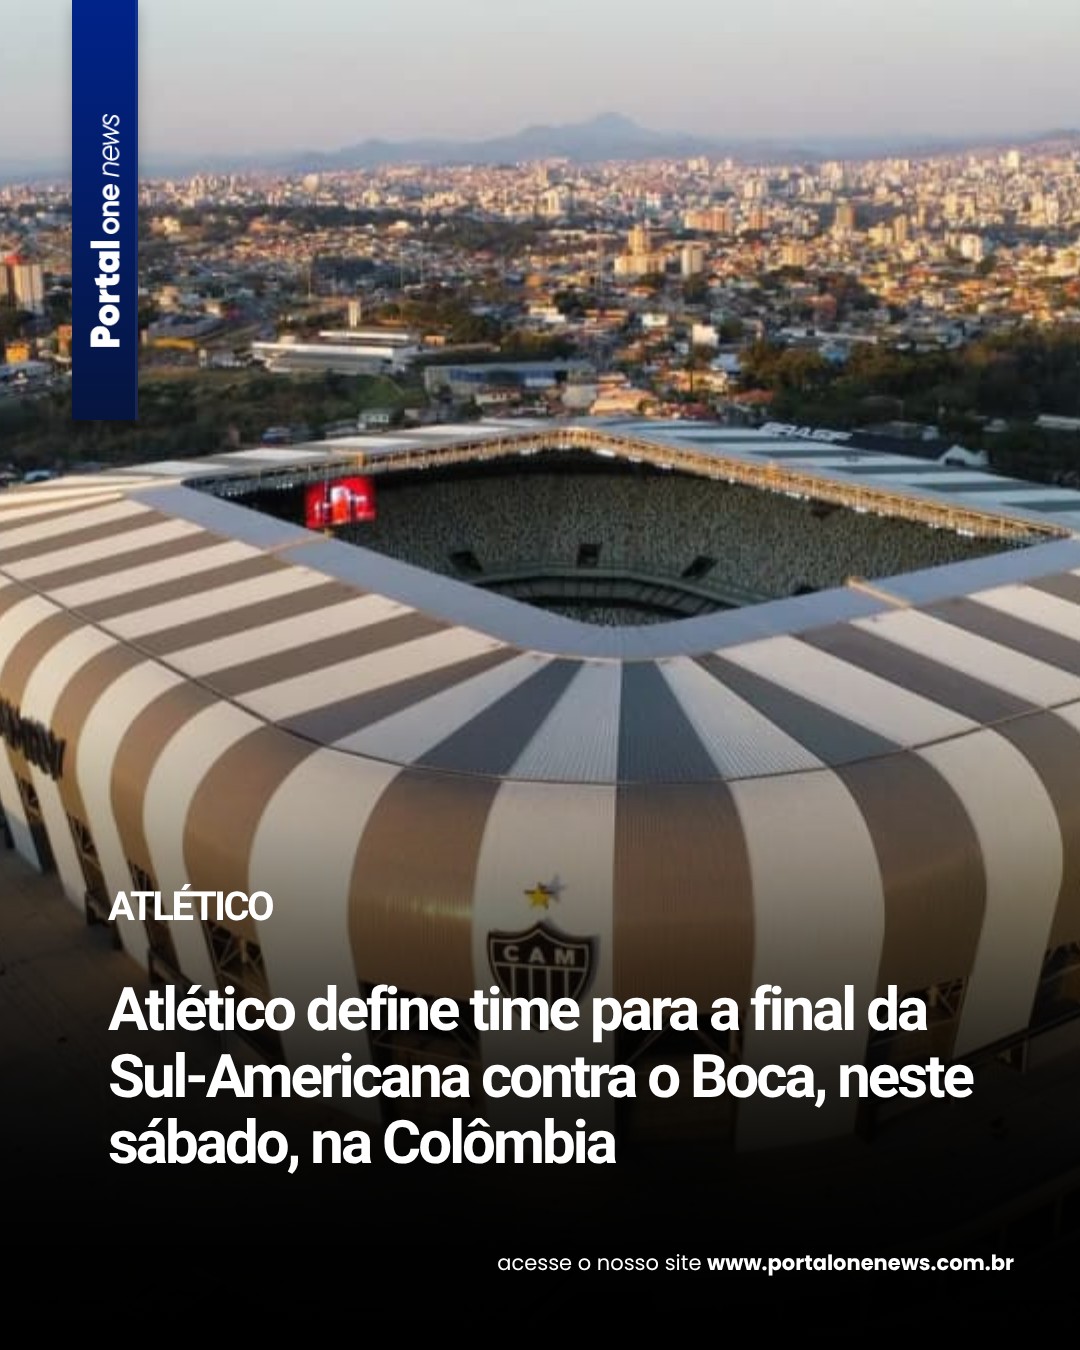 Portal one news
ATLÉTICO
CAM
Atlético define time para a final da
Sul-Americana contra o Boca, neste
sábado, na Colômbia
acesse o nosso site www.portalonenews.com.br